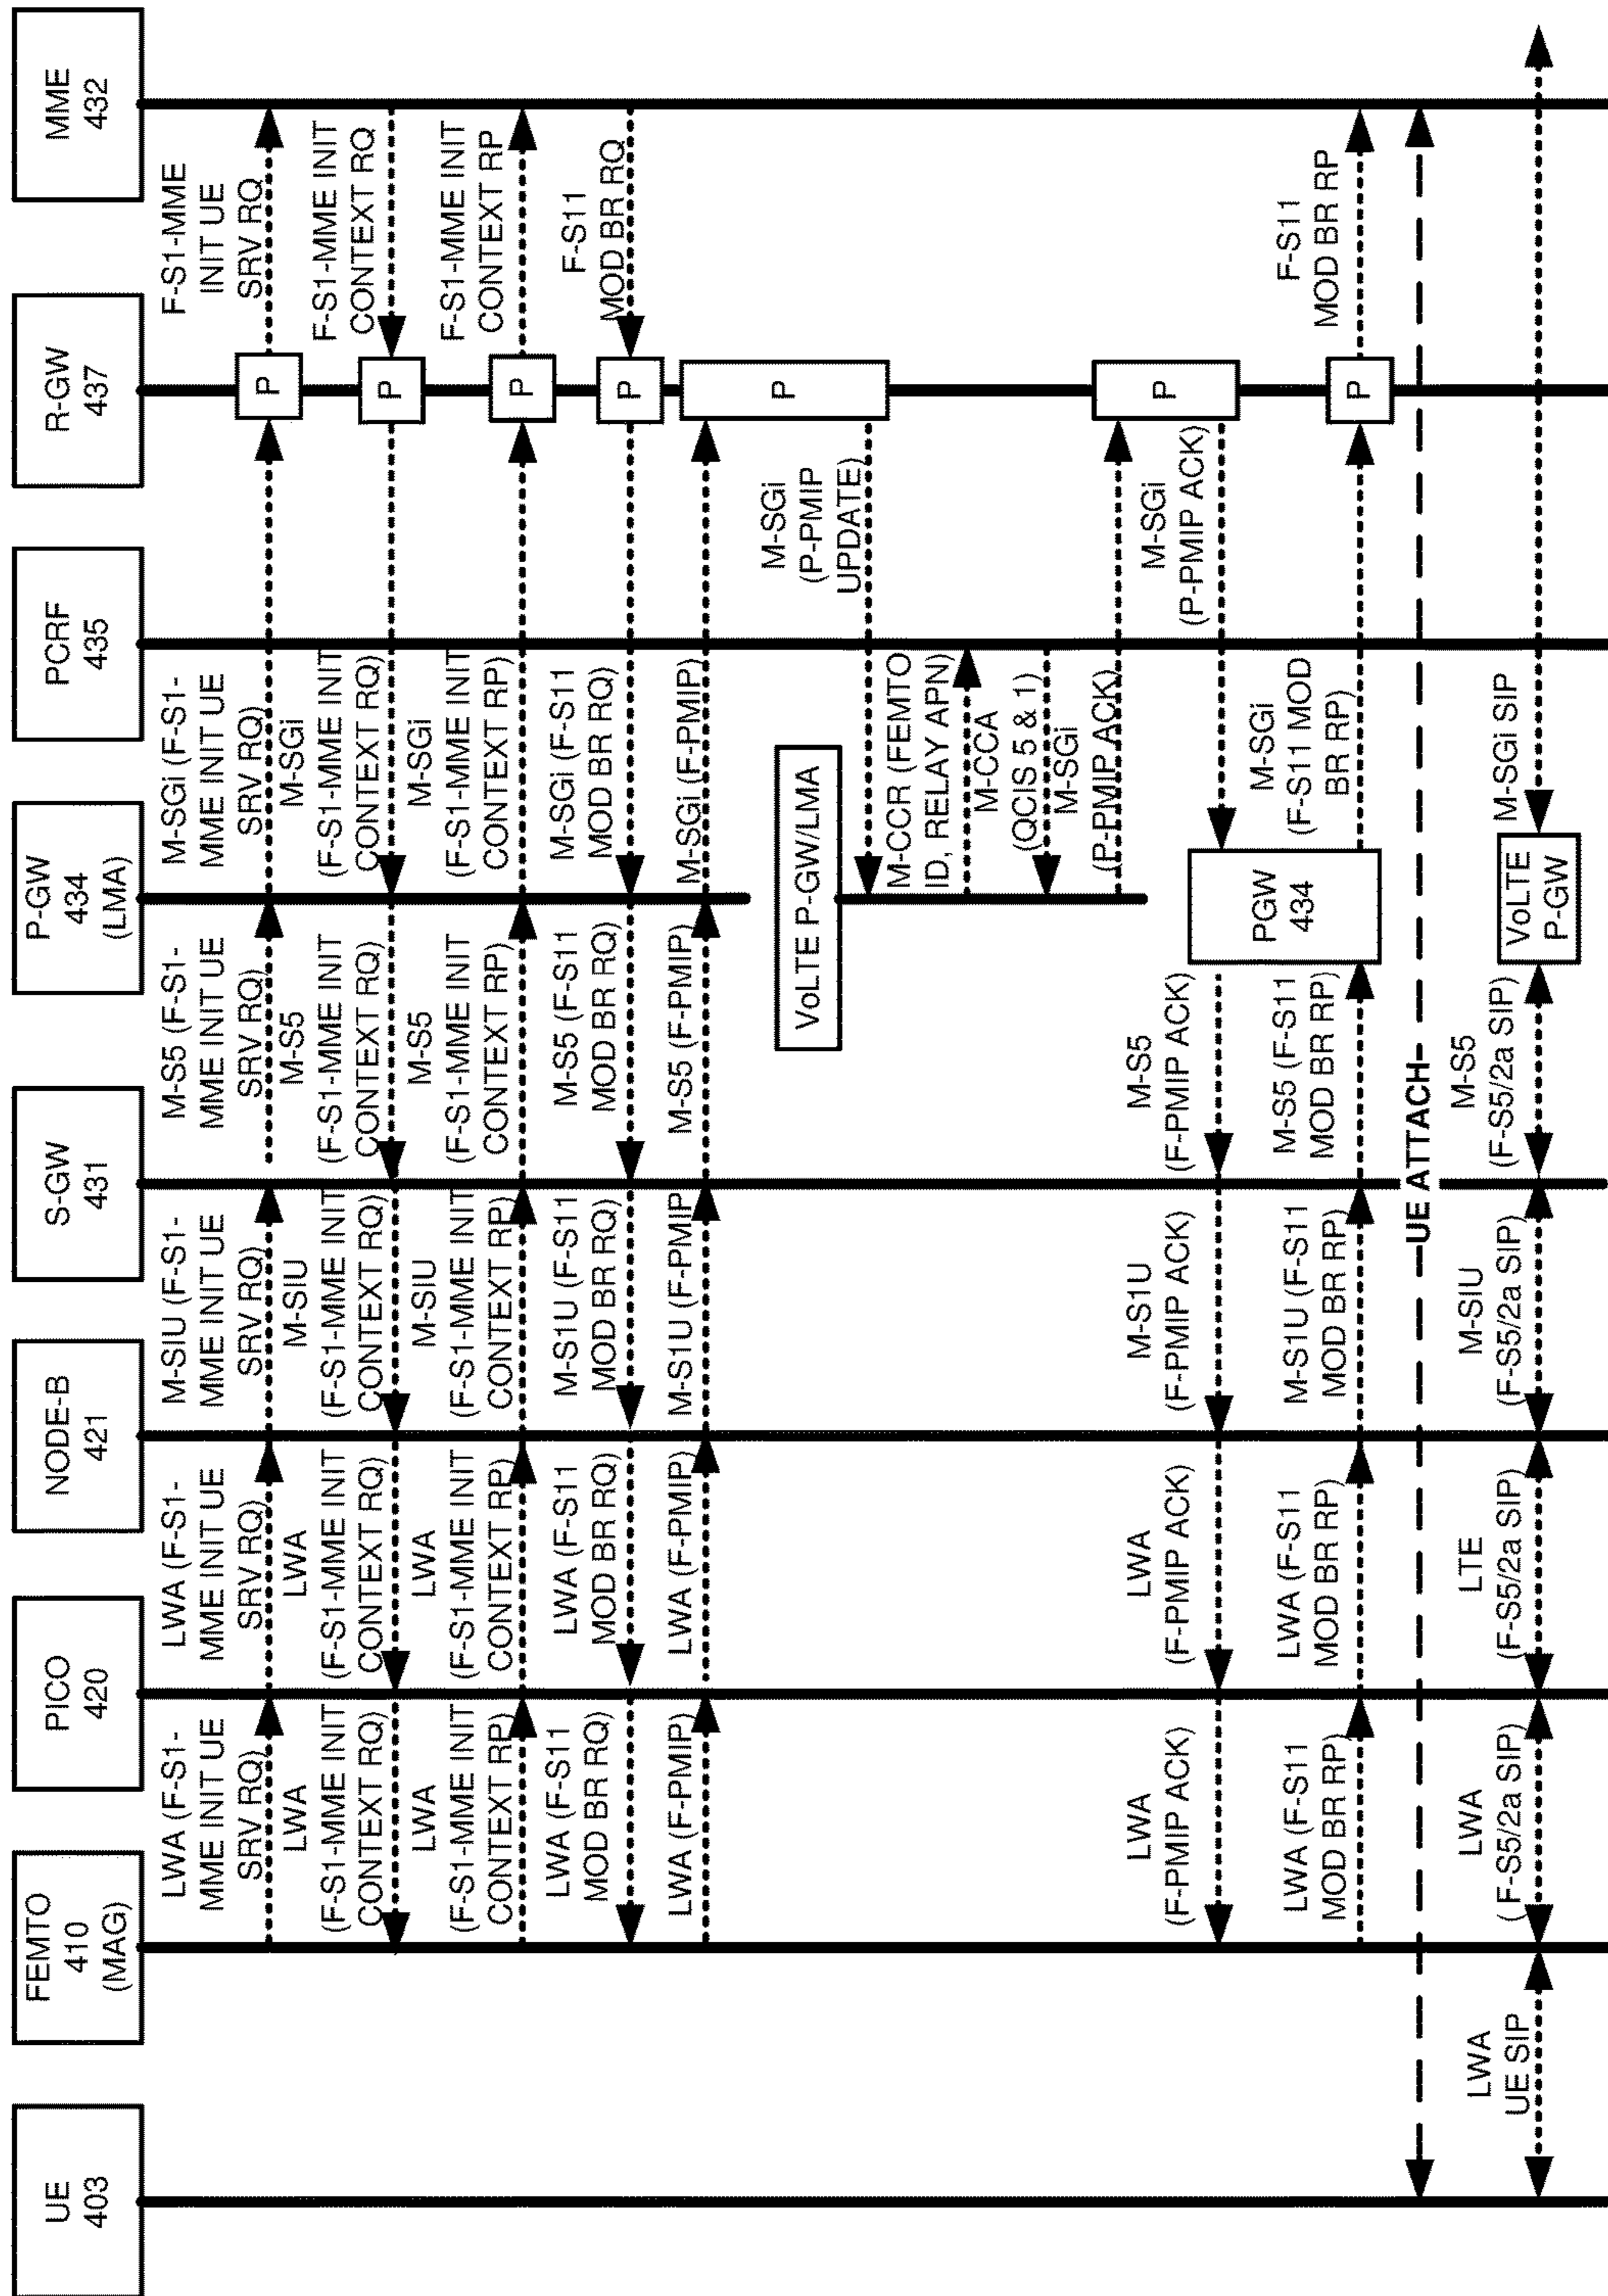 UE
403
FEMTO
410
(MAG)
PICO
420
NODE-B
421
S-GW
431
P-GW
434
(LMA)
PCRF
435
R-GW
437
MME
432
LWA (F-S1-
MME INIT UE
SRV RQ)
LWA (F-S1-
MME INIT UE
SRV RQ)
M-SIU (F-S1-
MME INIT UE
SRV RQ)
M-S5 (F-S1-
MME INIT UE
SRV RQ)
M-SGi (F-S1-
MME INIT UE
SRV RQ)
P
F-S1-MME
INIT UE
SRV RQ
LWA
(F-S1-MME INIT
CONTEXT RQ)
LWA
(F-S1-MME INIT
CONTEXT RQ)
M-SIU
(F-S1-MME INIT
CONTEXT RQ)
M-S5
(F-S1-MME INIT
CONTEXT RQ)
M-SGi
(F-S1-MME INIT
CONTEXT RQ)
P
F-S1-MME INIT
CONTEXT RQ
LWA
(F-S1-MME INIT
CONTEXT RP)
LWA
(F-S1-MME INIT
CONTEXT RP)
M-SIU
(F-S1-MME INIT
CONTEXT RP)
M-S5
(F-S1-MME INIT
CONTEXT RP)
M-SGi
(F-S1-MME INIT
CONTEXT RP)
P
F-S1-MME INIT
CONTEXT RP
LWA (F-S11
MOD BR RQ)
LWA (F-S11
MOD BR RQ)
M-S1U (F-S11
MOD BR RQ)
M-S5 (F-S11
MOD BR RQ)
M-SGi (F-S11
MOD BR RQ)
P
F-S11
MOD BR RQ
LWA (F-PMIP)
LWA (F-PMIP)
M-S1U (F-PMIP
M-S5 (F-PMIP)
M-SGi (F-PMIP)
P
M-SGi
(P-PMIP
UPDATE)
VoLTE P-GW/LMA
M-CCR (FEMTO
ID, RELAY APN)
M-CCA
(QCIS 5 & 1)
M-SGi
(P-PMIP ACK)
P
LWA
(F-PMIP ACK)
LWA
(F-PMIP ACK)
M-S1U
(F-PMIP ACK)
M-S5
(F-PMIP ACK)
M-SGi
(P-PMIP ACK)
PGW
434
LWA (F-S11
MOD BR RP)
LWA (F-S11
MOD BR RP)
M-S1U (F-S11
MOD BR RP)
M-S5 (F-S11
MOD BR RP)
M-SGi
(F-S11 MOD
BR RP)
P
F-S11
MOD BR RP
UE ATTACH
LWA
UE SIP
LWA
( F-S5/2a SIP)
LTE
(F-S5/2a SIP)
M-SIU
(F-S5/2a SIP)
M-S5
(F-S5/2a SIP)
VoLTE
P-GW
M-SGi SIP